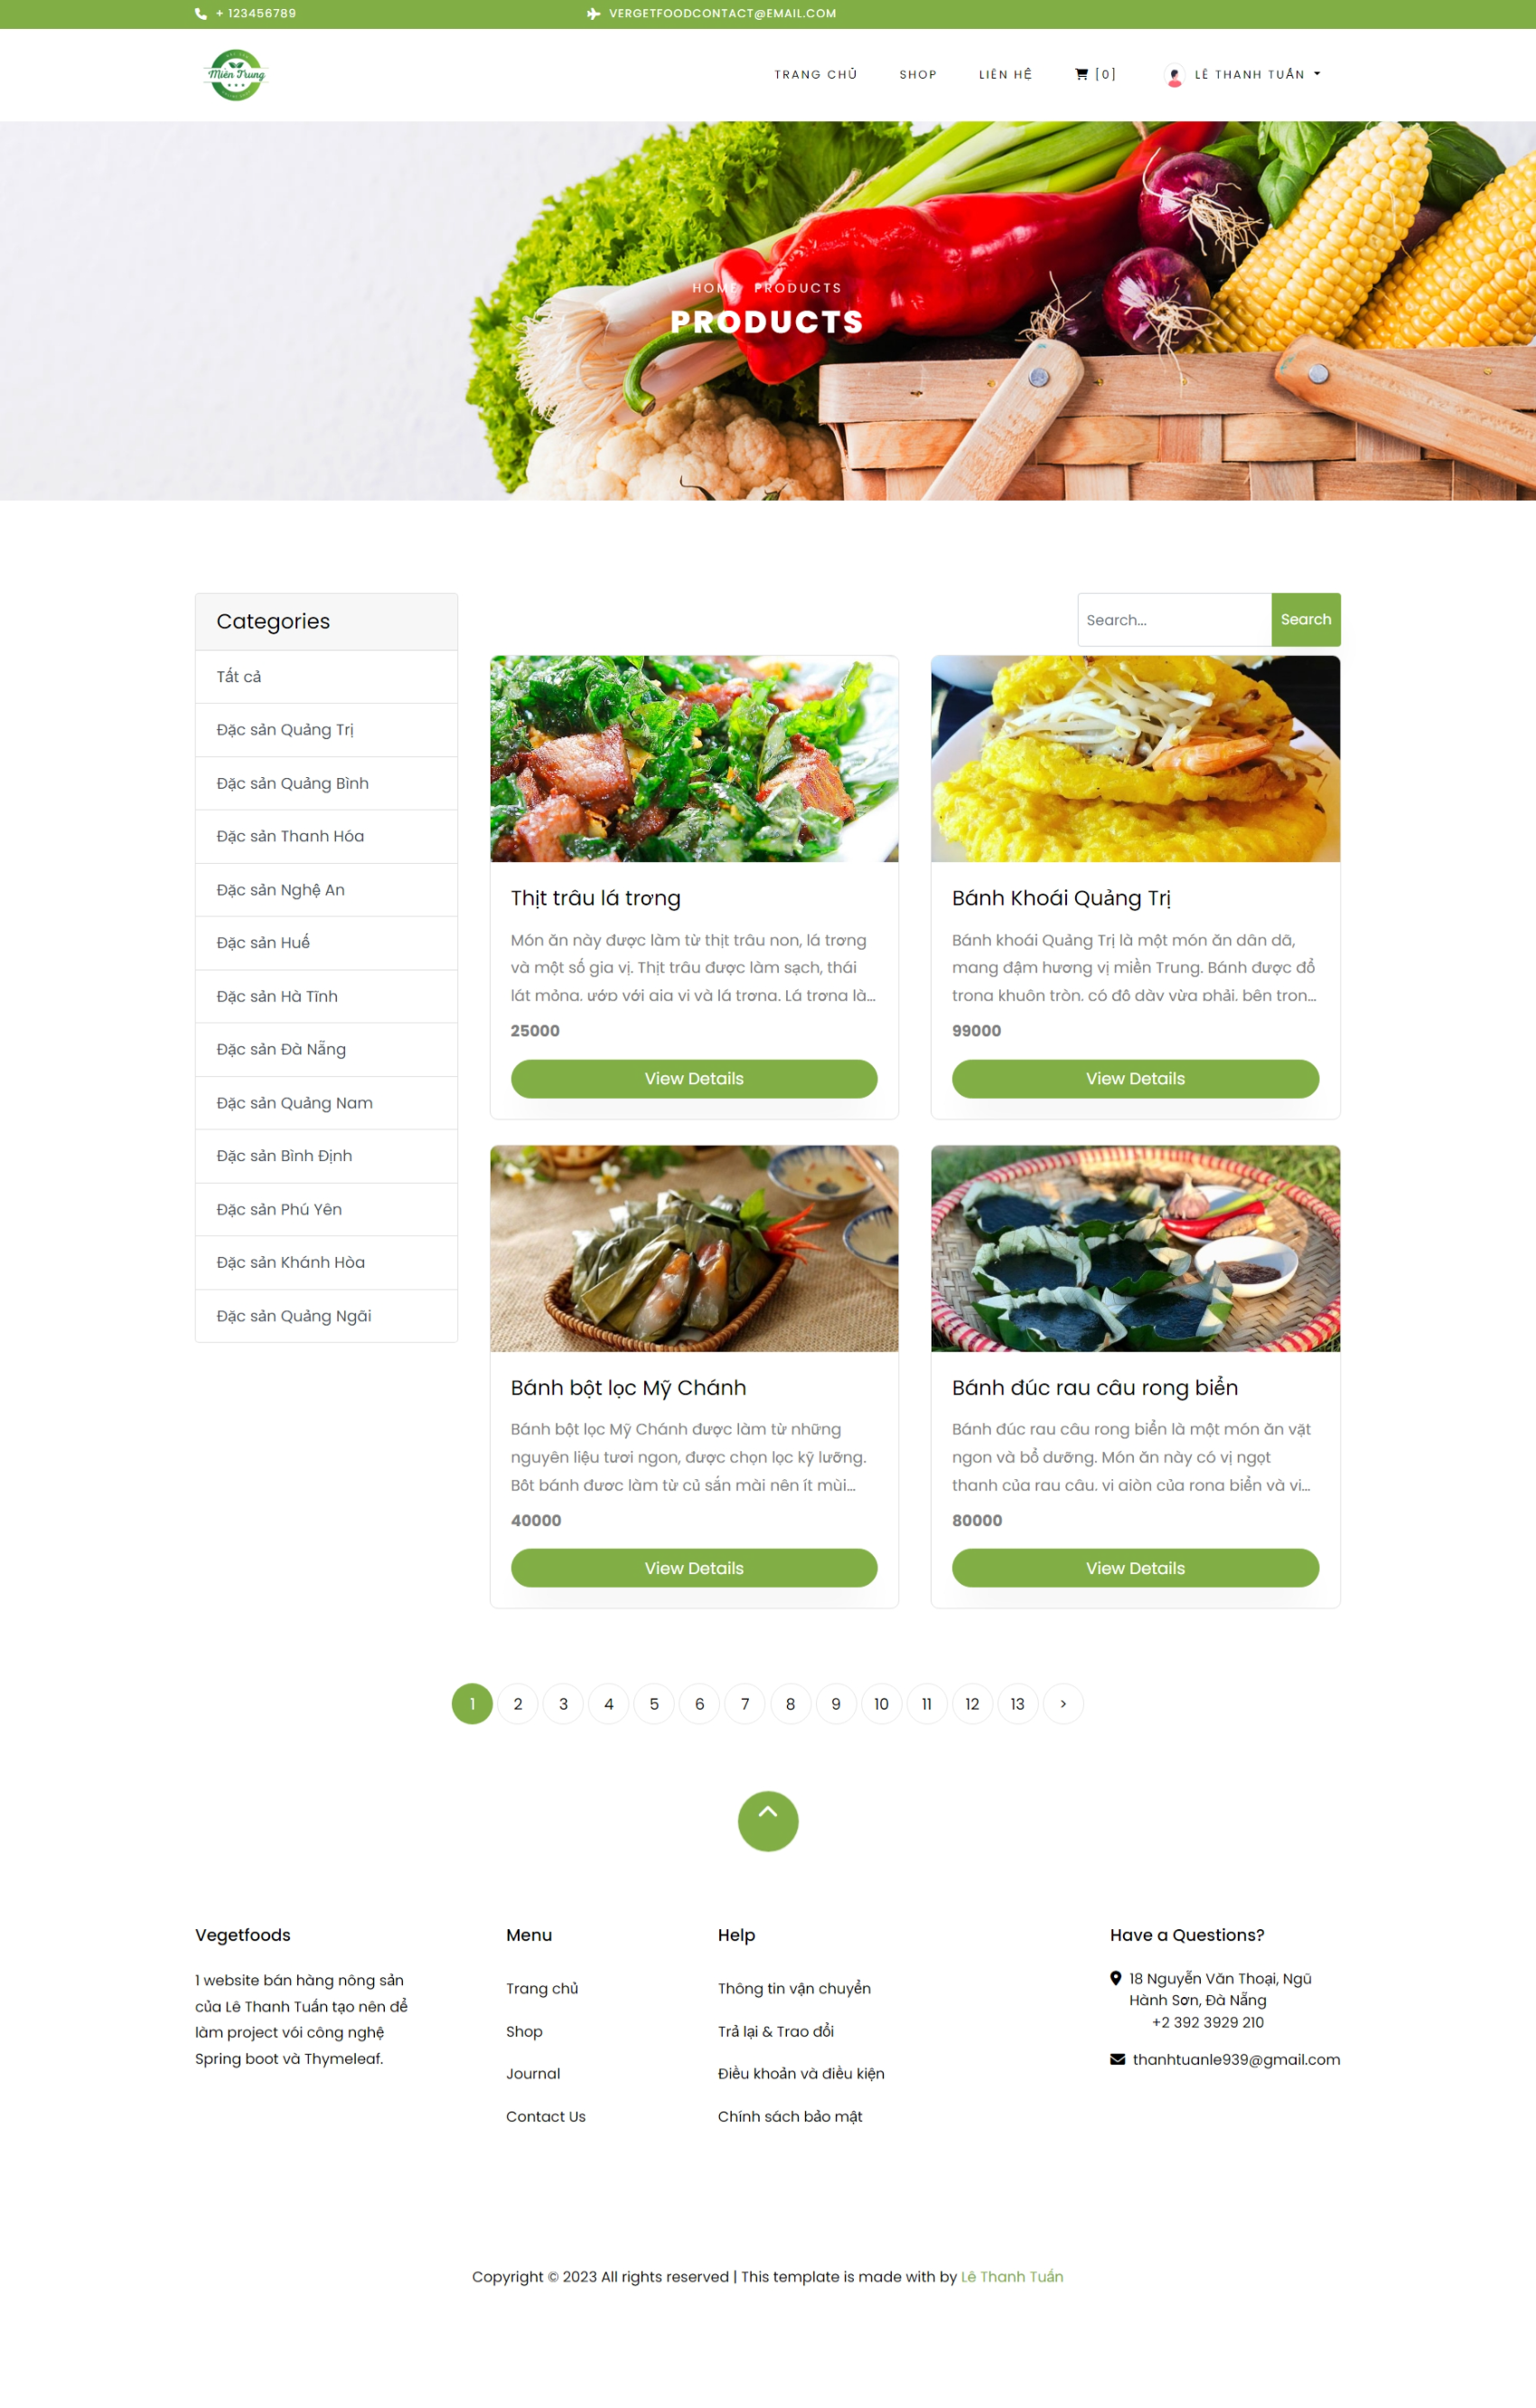 + 123456789
VERGETFOODCONTACT@EMAIL.COM
Miền Trung
TRANG CHỦ
SHOP
LIÊN HỆ
[0]
LÊ THANH TUẤN
HOME PRODUCTS
PRODUCTS
Categories
Tất cả
Đặc sản Quảng Trị
Đặc sản Quảng Bình
Đặc sản Thanh Hóa
Đặc sản Nghệ An
Đặc sản Huế
Đặc sản Hà Tĩnh
Đặc sản Đà Nẵng
Đặc sản Quảng Nam
Đặc sản Bình Định
Đặc sản Phú Yên
Đặc sản Khánh Hòa
Đặc sản Quảng Ngãi
Search...
Search
Thịt trâu lá trơng
Món ăn này được làm từ thịt trâu non, lá trơng
và một số gia vị. Thịt trâu được làm sạch, thái
lát mỏng, ướp với gia vị và lá trơng. Lá trơng là...
25000
View Details
Bánh Khoái Quảng Trị
Bánh khoái Quảng Trị là một món ăn dân dã,
mang đậm hương vị miền Trung. Bánh được đổ
trong khuôn tròn, có độ dày vừa phải, bên tron...
99000
View Details
Bánh bột lọc Mỹ Chánh
Bánh bột lọc Mỹ Chánh được làm từ những
nguyên liệu tươi ngon, được chọn lọc kỹ lưỡng.
Bột bánh được làm từ củ sắn mài nên ít mùi...
40000
View Details
Bánh đúc rau câu rong biển
Bánh đúc rau câu rong biển là một món ăn vặt
ngon và bổ dưỡng. Món ăn này có vị ngọt
thanh của rau câu, vị giòn của rong biển và vị...
80000
View Details
1 2 3 4 5 6 7 8 9 10 11 12 13 >
Vegetfoods
1 website bán hàng nông sản
của Lê Thanh Tuấn tạo nên để
làm project vói công nghệ
Spring boot và Thymeleaf.
Menu
Trang chủ
Shop
Journal
Contact Us
Help
Thông tin vận chuyển
Trả lại & Trao đổi
Điều khoản và điều kiện
Chính sách bảo mật
Have a Questions?
18 Nguyễn Văn Thoại, Ngũ
Hành Sơn, Đà Nẵng
+2 392 3929 210
thanhtuanle939@gmail.com
Copyright © 2023 All rights reserved | This template is made with by Lê Thanh Tuấn